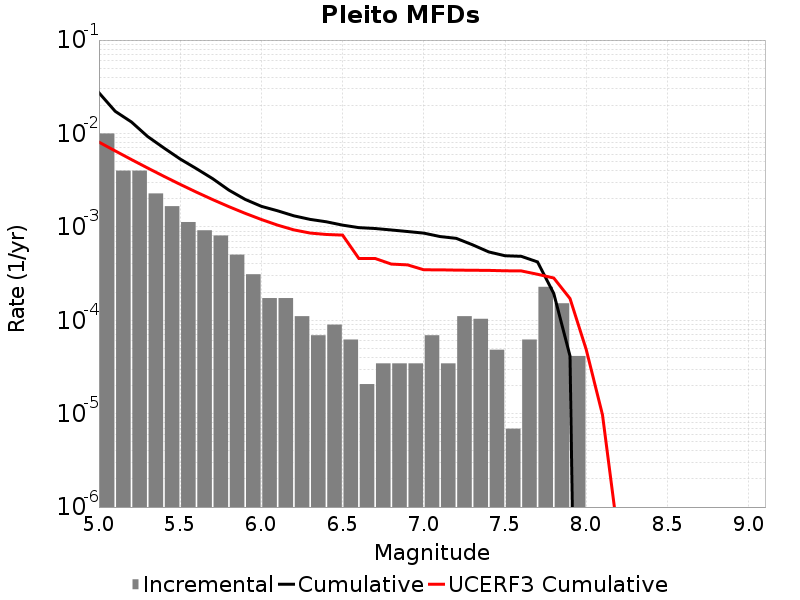 Pleito MFDs
10-1
10-2
10-3
10-4
10-5
10-6
Rate (1/yr)
5.0 5.5 6.0 6.5 7.0 7.5 8.0 8.5 9.0
Magnitude
Incremental Cumulative UCERF3 Cumulative